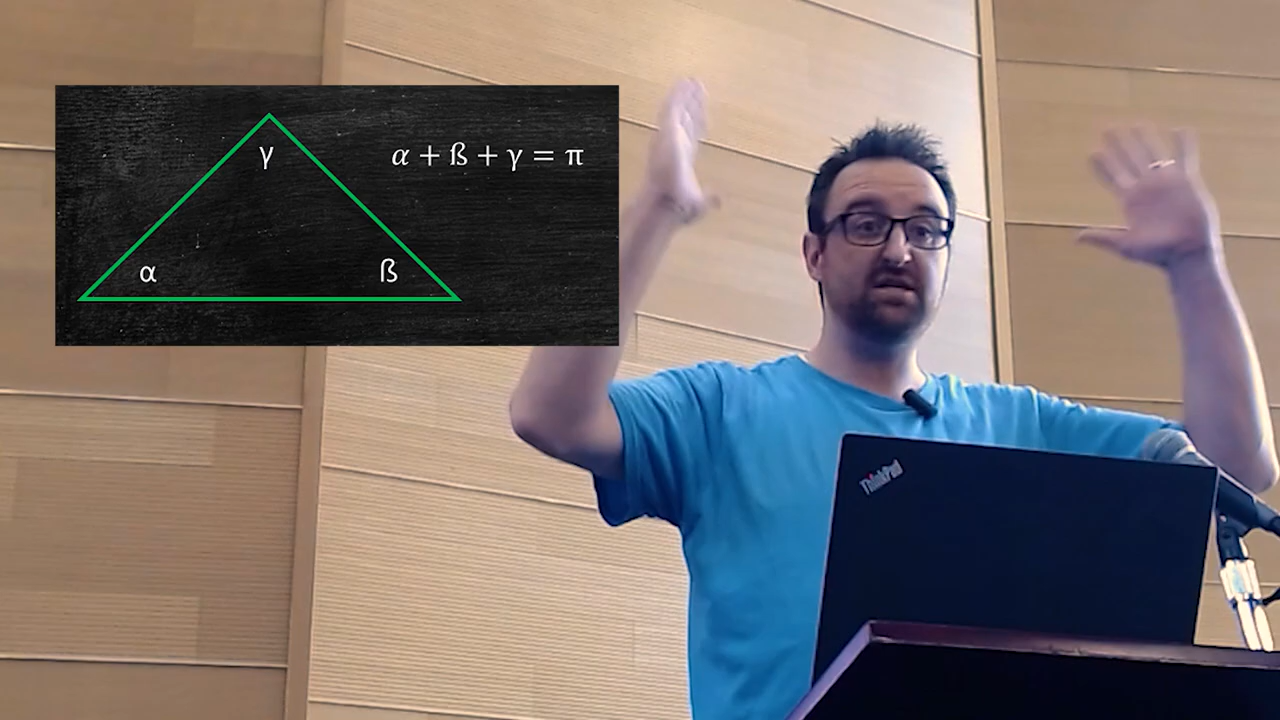 γ
α + ß + γ = π
α
ß
ThinkPad